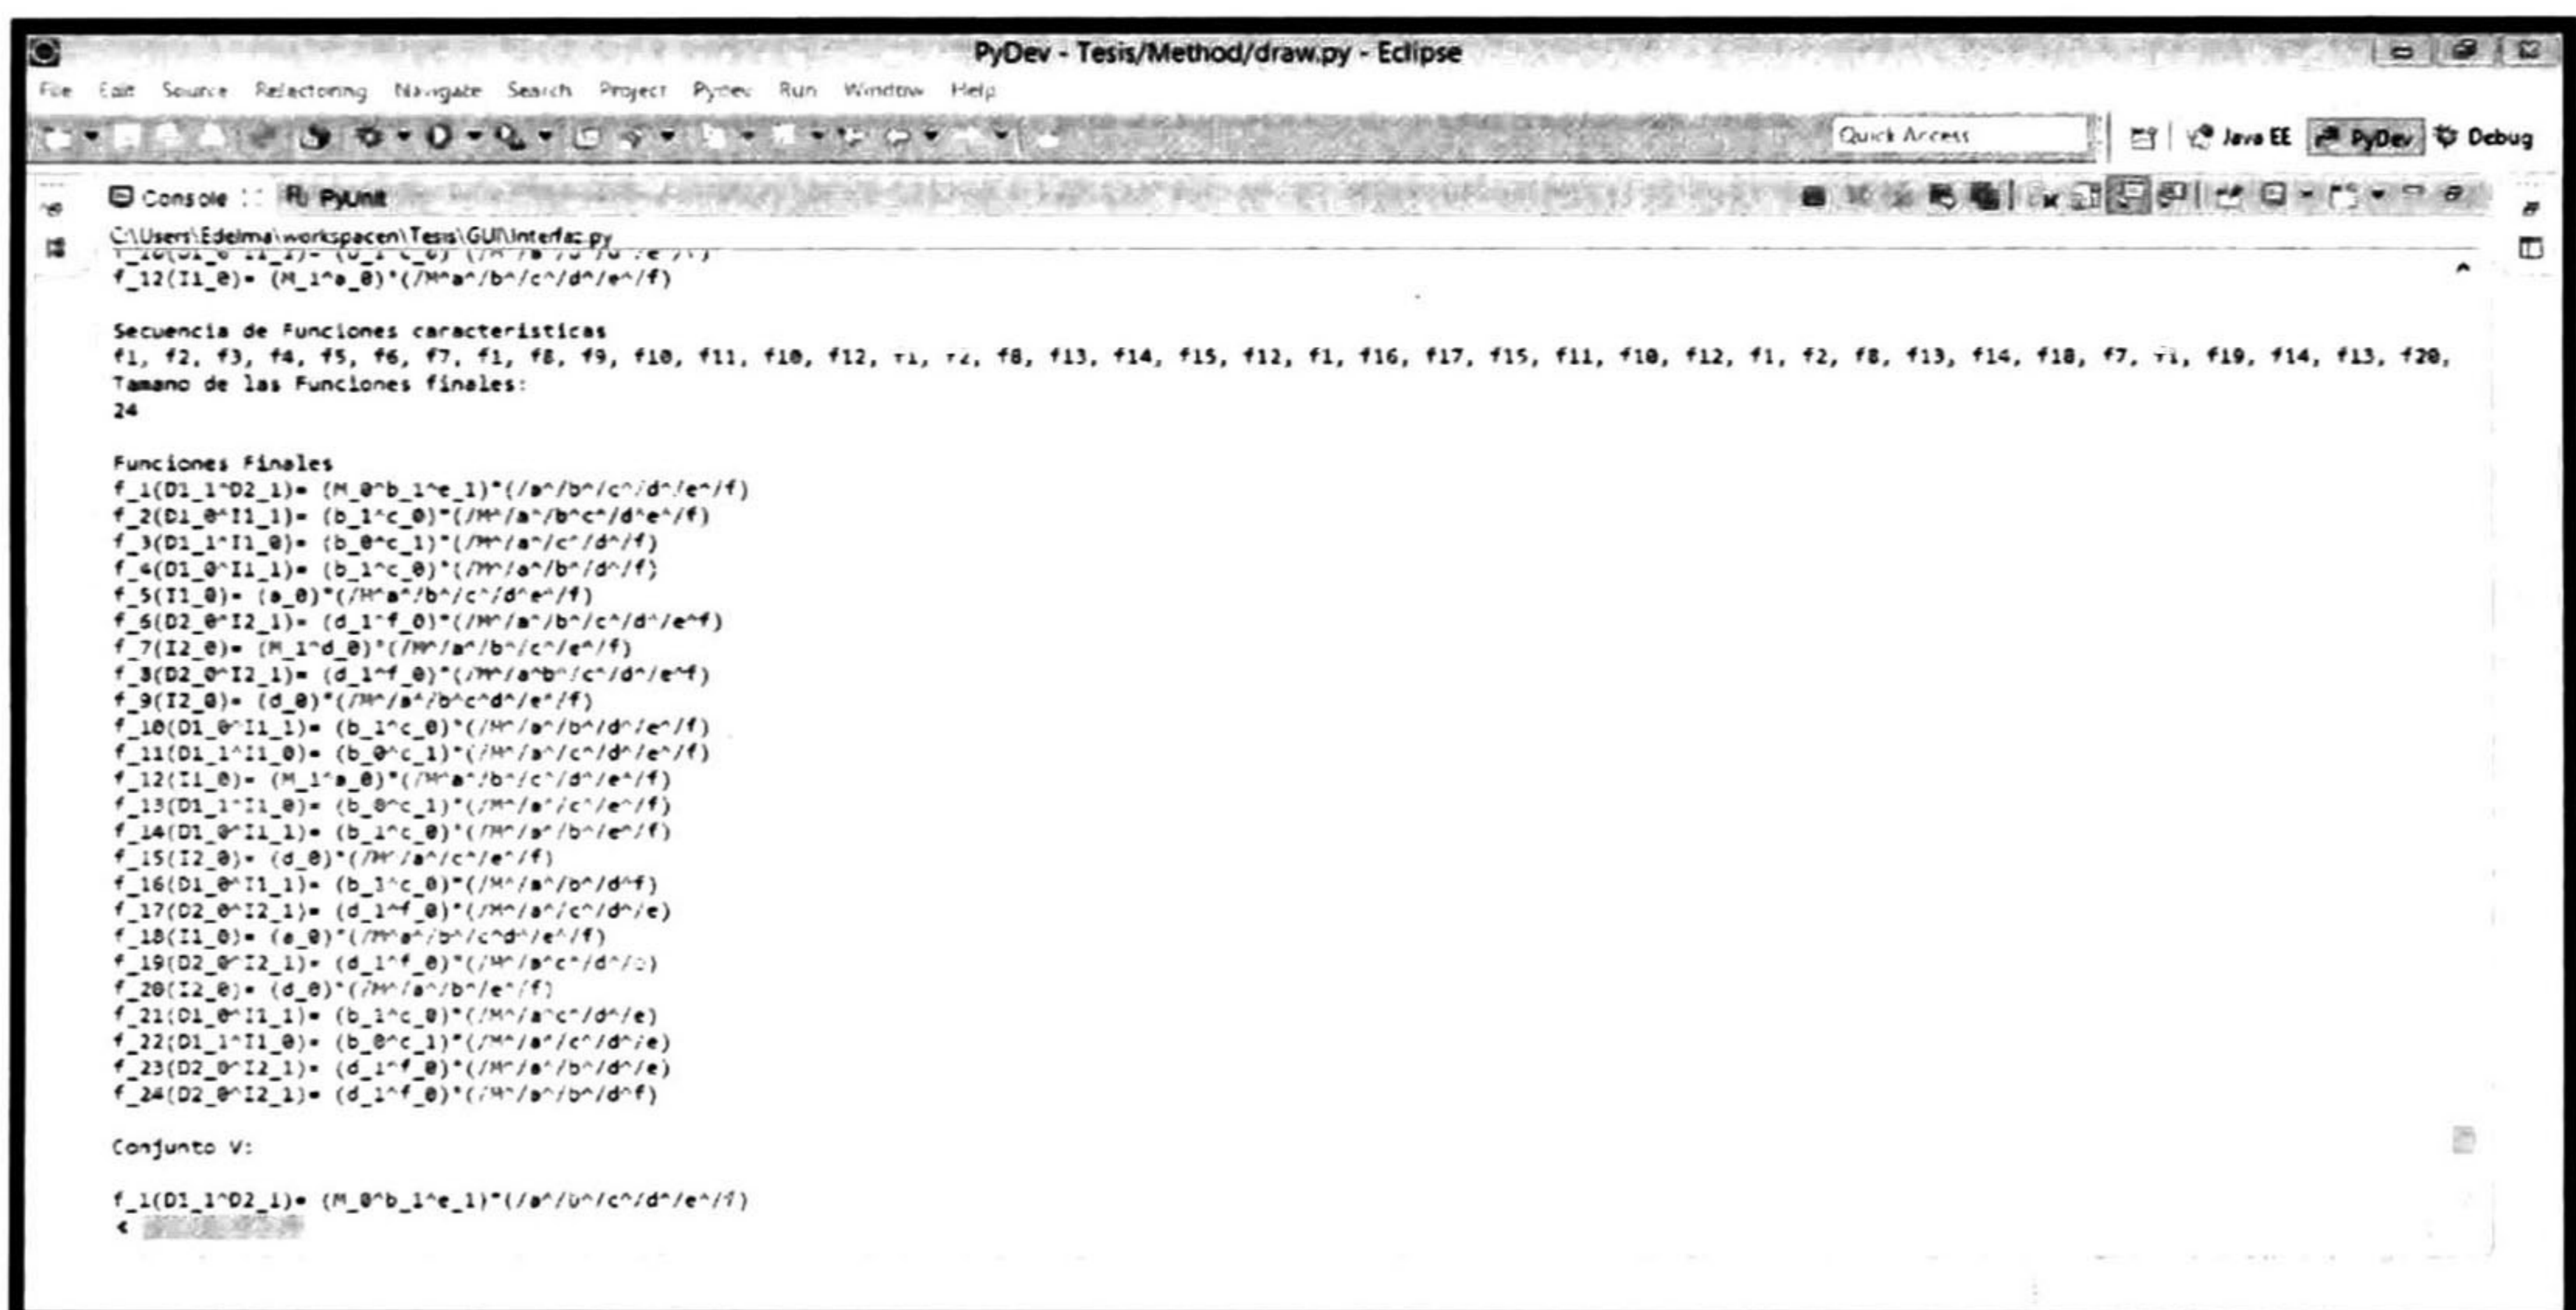 PyDev - Tesis/Method/draw.py - Eclipse
File Edit Source Refactoring Navigate Search Project Pydev Run Window Help
Quick Access Java EE PyDev Debug
Console PyUnit
C:\Users\Edelma\workspacen\Tesis\GUI\Interfaz.py
f_12(I1_0)= (M_1^a_0)*(/M^a^/b^/c^/d^/e^/f)
Secuencia de Funciones caracteristicas
f1, f2, f3, f4, f5, f6, f7, f1, f8, f9, f10, f11, f10, f12, f1, f2, f8, f13, f14, f15, f12, f1, f16, f17, f15, f11, f10, f12, f1, f2, f8, f13, f14, f18, f7, f1, f19, f14, f13, f20,
Tamano de las Funciones finales:
24
Funciones Finales
f_1(D1_1^D2_1)= (M_0^b_1^e_1)*(/a^/b^/c^/d^/e^/f)
f_2(D1_0^I1_1)= (b_1^c_0)*(/M^/a^/b^c^/d^e^/f)
f_3(D1_1^I1_0)= (b_0^c_1)*(/M^/a^/c^/d^/f)
f_4(D1_0^I1_1)= (b_1^c_0)*(/M^/a^/b^/d^/f)
f_5(I1_0)= (a_0)*(/M^a^/b^/c^/d^e^/f)
f_6(D2_0^I2_1)= (d_1^f_0)*(/M^/a^/b^/c^/d^/e^f)
f_7(I2_0)= (M_1^d_0)*(/M^/a^/b^/c^/e^/f)
f_8(D2_0^I2_1)= (d_1^f_0)*(/M^/a^b^/c^/d^/e^f)
f_9(I2_0)= (d_0)*(/M^/a^/b^c^d^/e^/f)
f_10(D1_0^I1_1)= (b_1^c_0)*(/M^/a^/b^/d^/e^/f)
f_11(D1_1^I1_0)= (b_0^c_1)*(/M^/a^/c^/d^/e^/f)
f_12(I1_0)= (M_1^a_0)*(/M^a^/b^/c^/d^/e^/f)
f_13(D1_1^I1_0)= (b_0^c_1)*(/M^/a^/c^/e^/f)
f_14(D1_0^I1_1)= (b_1^c_0)*(/M^/a^/b^/e^/f)
f_15(I2_0)= (d_0)*(/M^/a^/c^/e^/f)
f_16(D1_0^I1_1)= (b_1^c_0)*(/M^/a^/b^/d^f)
f_17(D2_0^I2_1)= (d_1^f_0)*(/M^/a^/c^/d^/e)
f_18(I1_0)= (a_0)*(/M^a^/b^/c^d^/e^/f)
f_19(D2_0^I2_1)= (d_1^f_0)*(/M^/a^c^/d^/e)
f_20(I2_0)= (d_0)*(/M^/a^/b^/e^/f)
f_21(D1_0^I1_1)= (b_1^c_0)*(/M^/a^c^/d^/e)
f_22(D1_1^I1_0)= (b_0^c_1)*(/M^/a^/c^/d^/e)
f_23(D2_0^I2_1)= (d_1^f_0)*(/M^/a^/b^/d^/e)
f_24(D2_0^I2_1)= (d_1^f_0)*(/M^/a^/b^/d^f)
Conjunto V:
f_1(D1_1^D2_1)= (M_0^b_1^e_1)*(/a^/b^/c^/d^/e^/f)